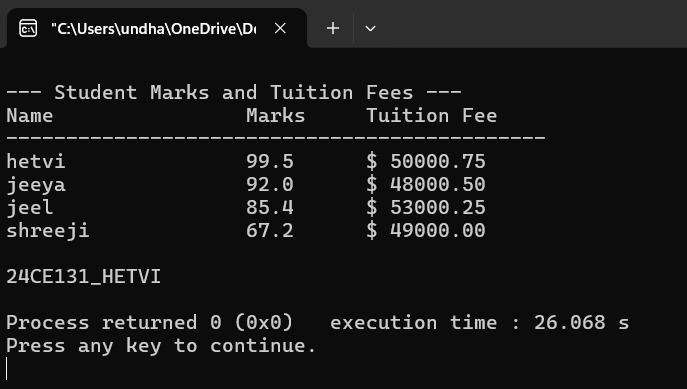 "C:\Users\undha\OneDrive\De
--- Student Marks and Tuition Fees ---
Name Marks Tuition Fee
---------------------------------------------
hetvi 99.5 $ 50000.75
jeeya 92.0 $ 48000.50
jeel 85.4 $ 53000.25
shreeji 67.2 $ 49000.00
24CE131_HETVI
Process returned 0 (0x0) execution time : 26.068 s
Press any key to continue.